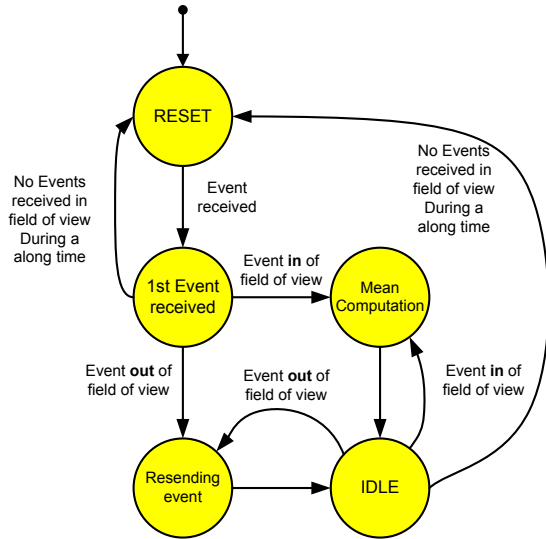 RESET
No Events
received in
field of view
During a
along time
Event
received
No Events
received in
field of view
During a
along time
1st Event
received
Event in of
field of view
Mean
Computation
Event out of
field of view
Event out of
field of view
Event in of
field of view
Resending
event
IDLE